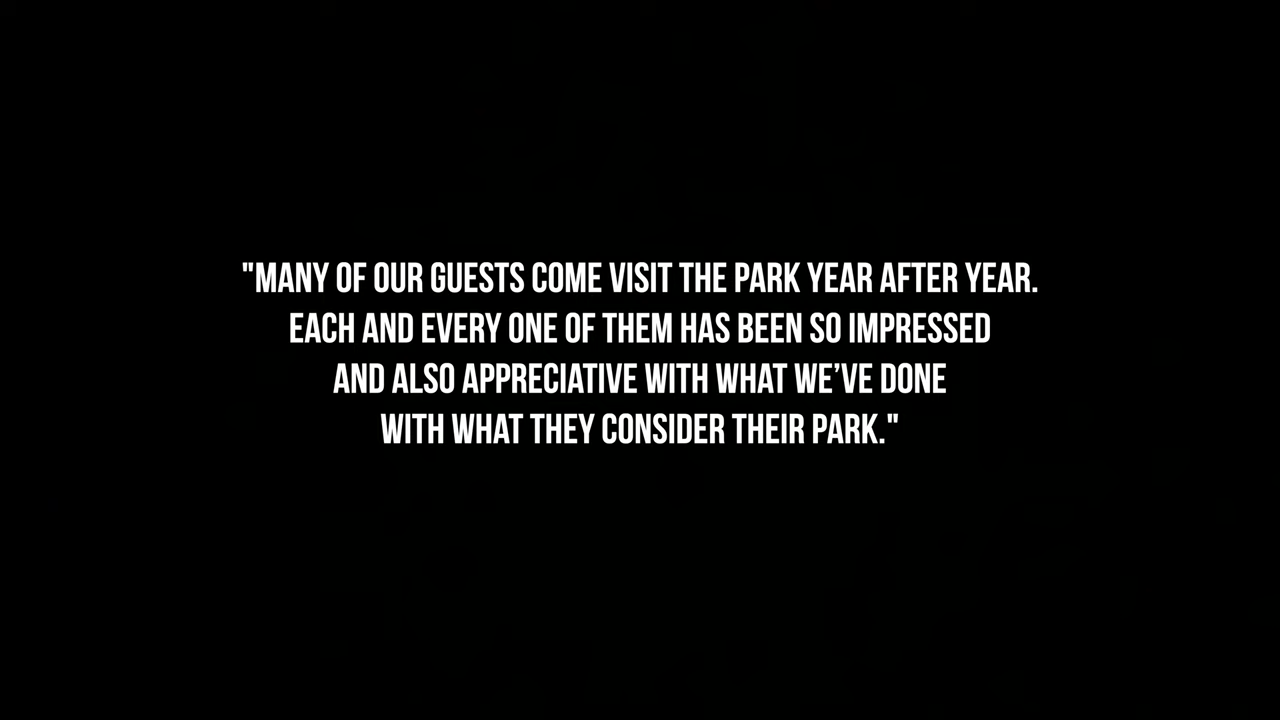 "MANY OF OUR GUESTS COME VISIT THE PARK YEAR AFTER YEAR.
EACH AND EVERY ONE OF THEM HAS BEEN SO IMPRESSED
AND ALSO APPRECIATIVE WITH WHAT WE’VE DONE
WITH WHAT THEY CONSIDER THEIR PARK."